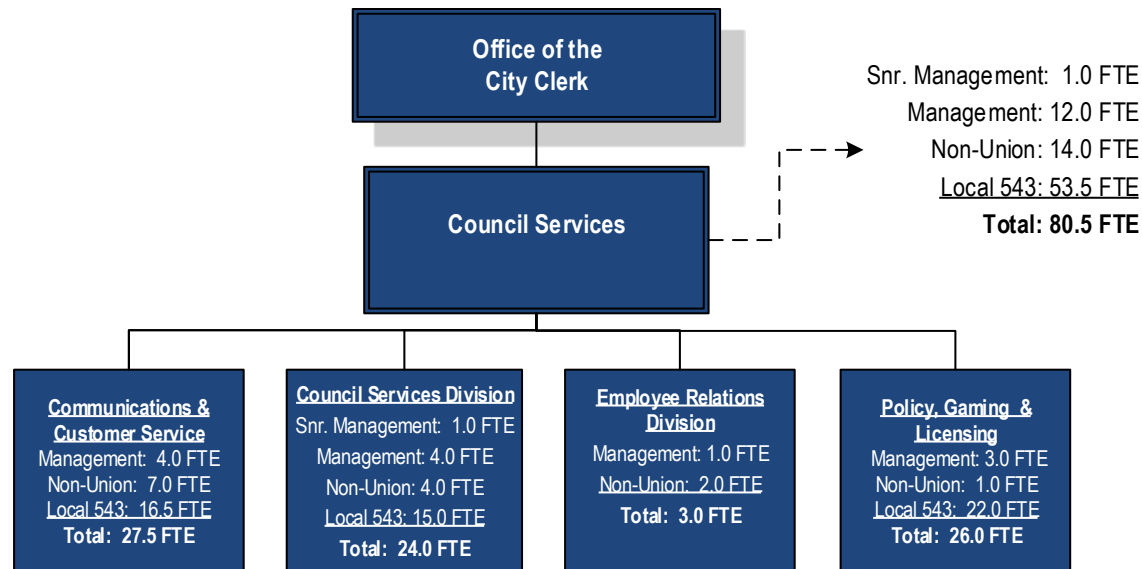 Office of the
City Clerk
Snr. Management: 1.0 FTE
Management: 12.0 FTE
Non-Union: 14.0 FTE
Local 543: 53.5 FTE
Total: 80.5 FTE
Council Services
Communications &
Customer Service
Management: 4.0 FTE
Non-Union: 7.0 FTE
Local 543: 16.5 FTE
Total: 27.5 FTE
Council Services Division
Snr. Management: 1.0 FTE
Management: 4.0 FTE
Non-Union: 4.0 FTE
Local 543: 15.0 FTE
Total: 24.0 FTE
Employee Relations
Division
Management: 1.0 FTE
Non-Union: 2.0 FTE
Total: 3.0 FTE
Policy, Gaming &
Licensing
Management: 3.0 FTE
Non-Union: 1.0 FTE
Local 543: 22.0 FTE
Total: 26.0 FTE